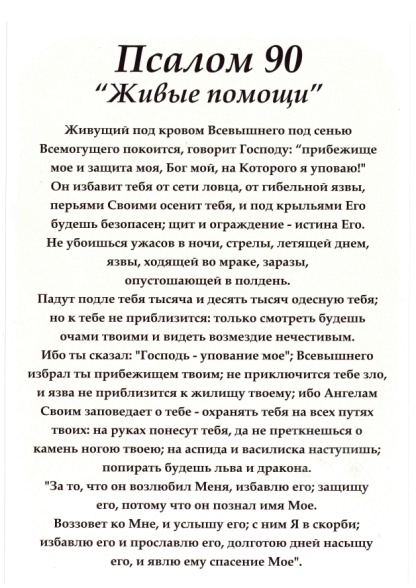 Псалом 90
“Живые помощи”
Живущий под кровом Всевышнего под сенью
Всемогущего покоится, говорит Господу: “прибежище
мое и защита моя, Бог мой, на Которого я уповаю!"
Он избавит тебя от сети ловца, от гибельной язвы,
перьями Своими осенит тебя, и под крыльями Его
будешь безопасен; щит и ограждение - истина Его.
Не убоишься ужасов в ночи, стрелы, летящей днем,
язвы, ходящей во мраке, заразы,
опустошающей в полдень.
Падут подле тебя тысяча и десять тысяч одесную тебя;
но к тебе не приблизится: только смотреть будешь
очами твоими и видеть возмездие нечестивым.
Ибо ты сказал: "Господь - упование мое"; Всевышнего
избрал ты прибежищем твоим; не приключится тебе зло,
и язва не приблизится к жилищу твоему; ибо Ангелам
Своим заповедает о тебе - охранять тебя на всех путях
твоих: на руках понесут тебя, да не преткнешься о
камень ногою твоею; на аспида и василиска наступишь;
попирать будешь льва и дракона.
"За то, что он возлюбил Меня, избавлю его; защищу
его, потому что он познал имя Мое.
Воззовет ко Мне, и услышу его; с ним Я в скорби;
избавлю его и прославлю его, долготою дней насыщу
его, и явлю ему спасение Мое".